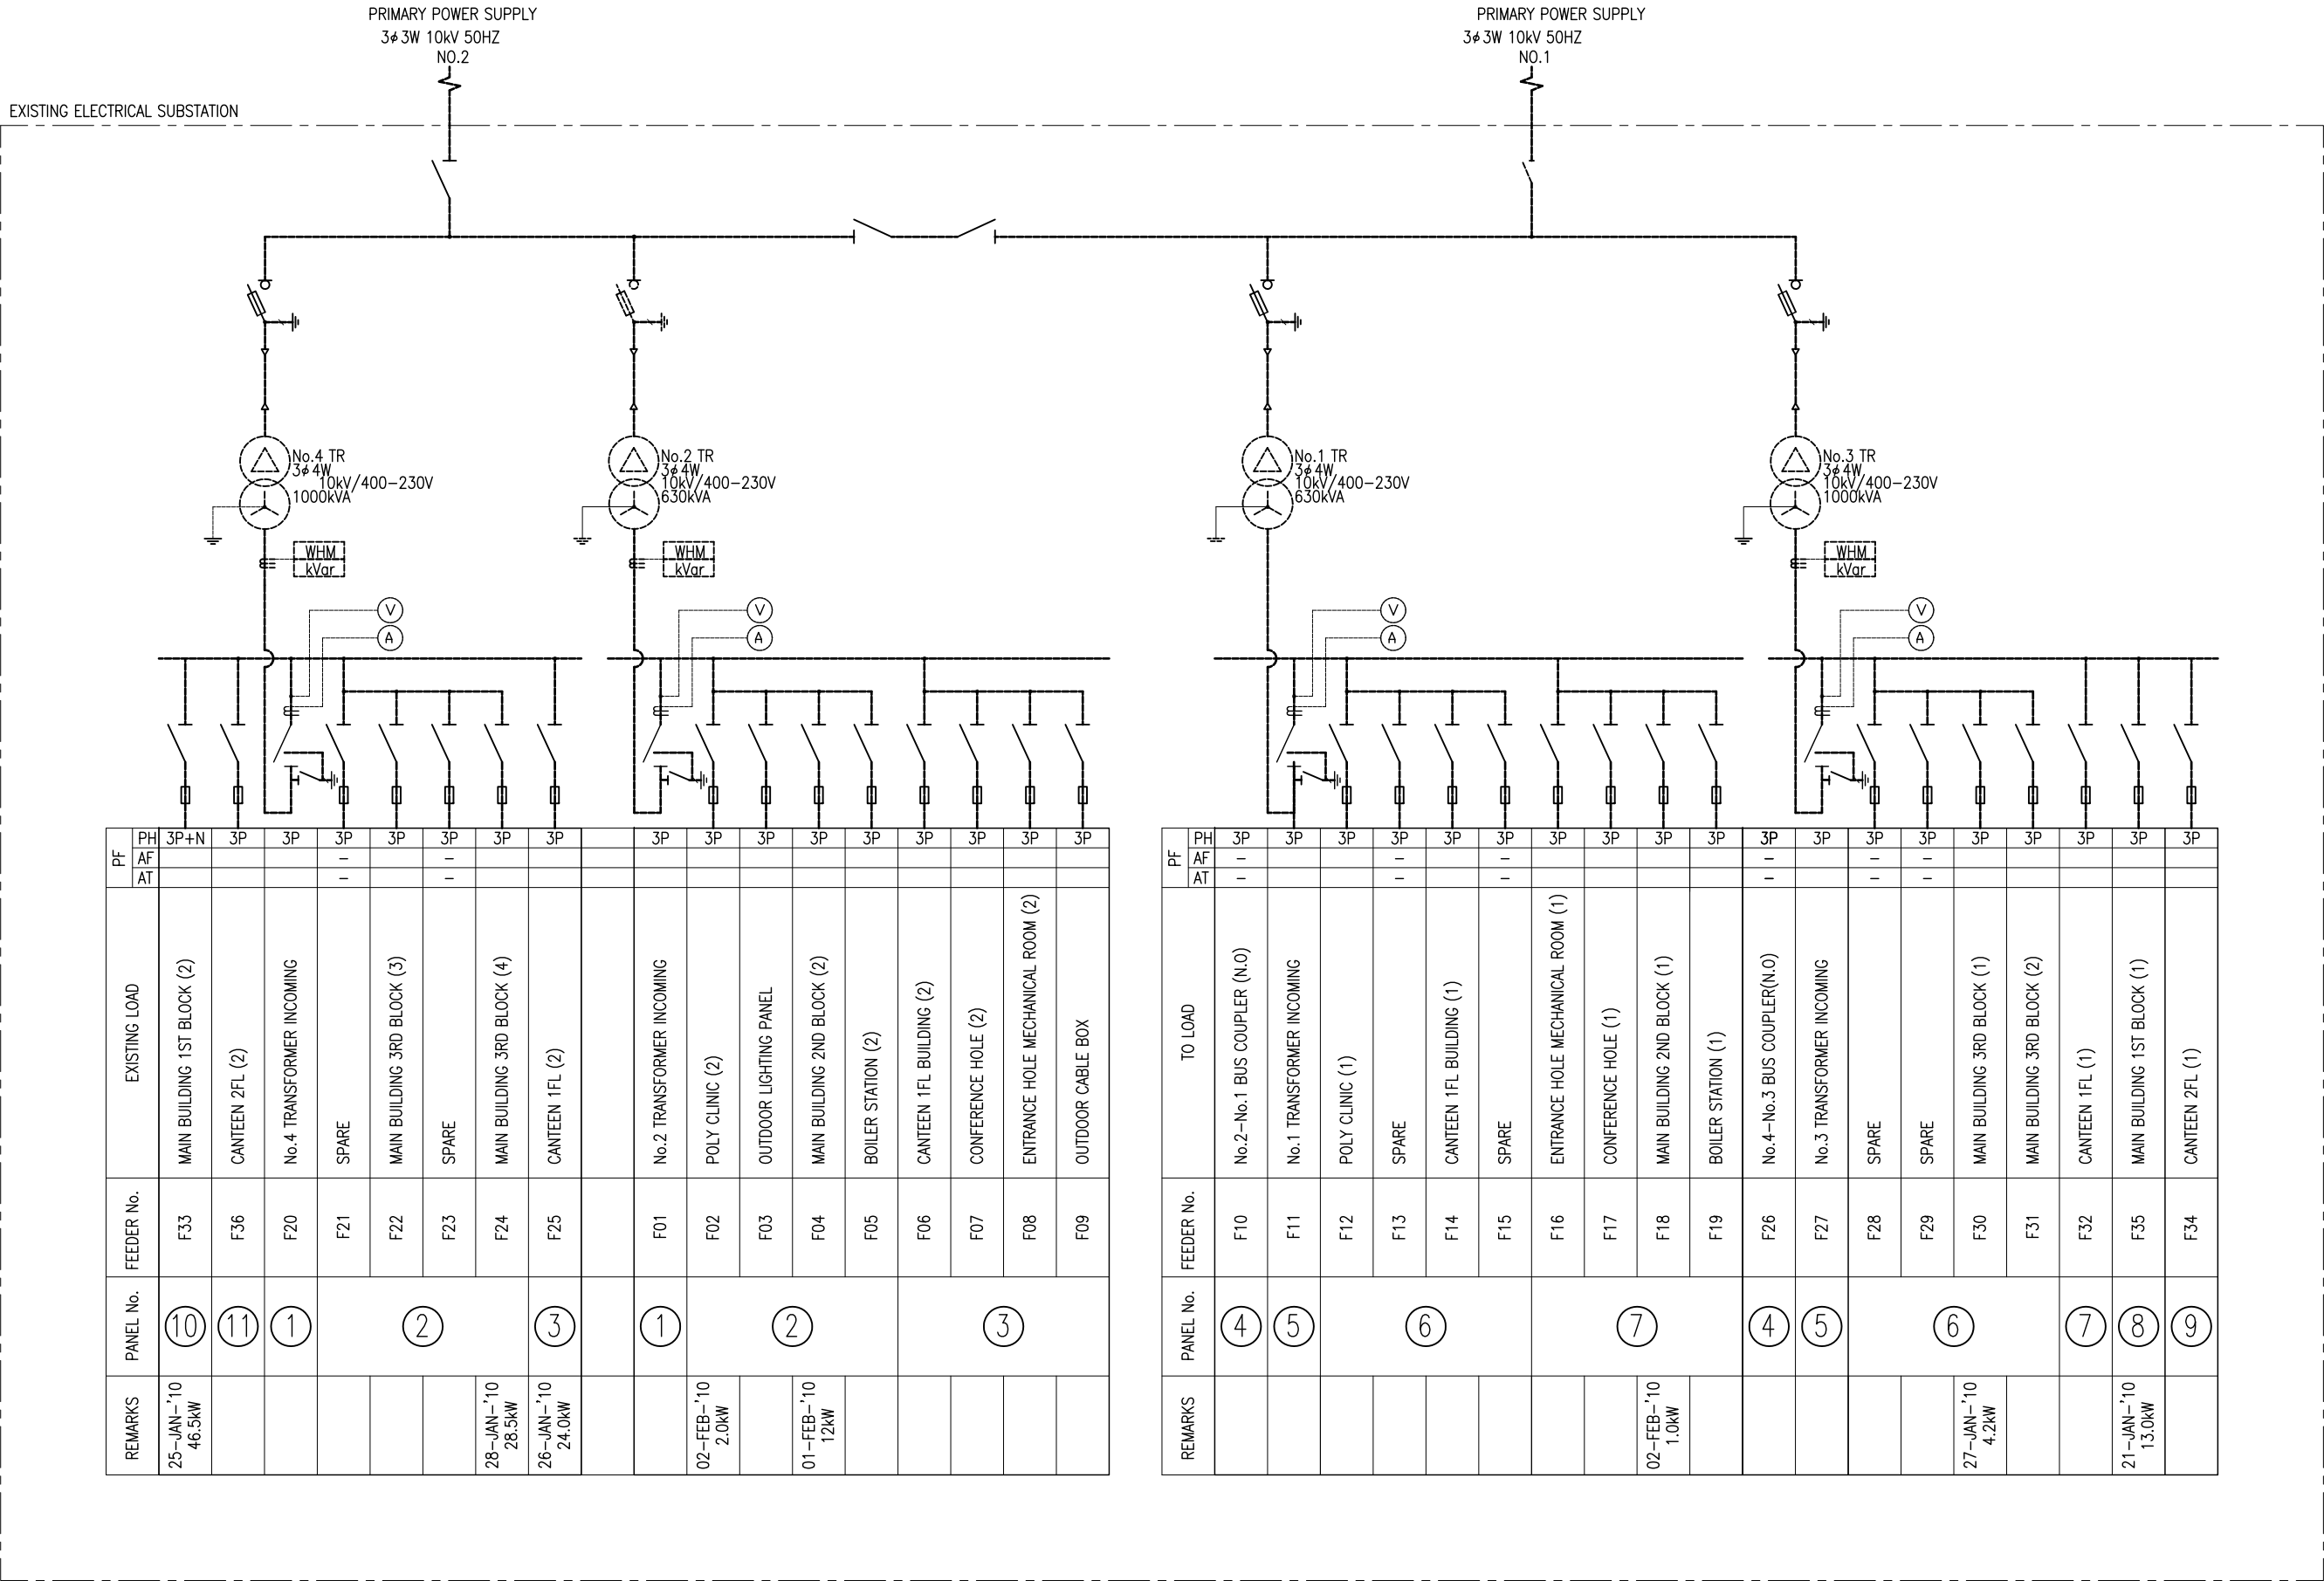 PRIMARY POWER SUPPLY
3ϕ3W 10kV 50HZ
NO.2
PRIMARY POWER SUPPLY
3ϕ3W 10kV 50HZ
NO.1
EXISTING ELECTRICAL SUBSTATION
No.4 TR
3ϕ4W
10kV/400-230V
1000kVA
No.2 TR
3ϕ4W
10kV/400-230V
630kVA
No.1 TR
3ϕ4W
10kV/400-230V
630kVA
No.3 TR
3ϕ4W
10kV/400-230V
1000kVA
WHM
kVar
WHM
kVar
WHM
kVar
V
A
V
A
V
A
V
A
PF
PH 3P+N 3P 3P 3P 3P 3P 3P 3P 3P 3P 3P 3P 3P 3P 3P 3P 3P
AF - -
AT - -
EXISTING LOAD
MAIN BUILDING 1ST BLOCK (2)
CANTEEN 2FL (2)
No.4 TRANSFORMER INCOMING
SPARE
MAIN BUILDING 3RD BLOCK (3)
SPARE
MAIN BUILDING 3RD BLOCK (4)
CANTEEN 1FL (2)
No.2 TRANSFORMER INCOMING
POLY CLINIC (2)
OUTDOOR LIGHTING PANEL
MAIN BUILDING 2ND BLOCK (2)
BOILER STATION (2)
CANTEEN 1FL BUILDING (2)
CONFERENCE HOLE (2)
ENTRANCE HOLE MECHANICAL ROOM (2)
OUTDOOR CABLE BOX
FEEDER No. F33 F36 F20 F21 F22 F23 F24 F25 F01 F02 F03 F04 F05 F06 F07 F08 F09
PANEL No. 10 11 1 2 3 1 2 3
REMARKS
25-JAN-'10
46.5kW
28-JAN-'10
28.5kW
26-JAN-'10
24.0kW
02-FEB-'10
2.0kW
01-FEB-'10
12kW
PF
PH 3P 3P 3P 3P 3P 3P 3P 3P 3P 3P 3P 3P 3P 3P 3P 3P 3P 3P 3P
AF - - - - - -
AT - - - - - -
TO LOAD
No.2-No.1 BUS COUPLER (N.O)
No.1 TRANSFORMER INCOMING
POLY CLINIC (1)
SPARE
CANTEEN 1FL BUILDING (1)
SPARE
ENTRANCE HOLE MECHANICAL ROOM (1)
CONFERENCE HOLE (1)
MAIN BUILDING 2ND BLOCK (1)
BOILER STATION (1)
No.4-No.3 BUS COUPLER(N.O)
No.3 TRANSFORMER INCOMING
SPARE
SPARE
MAIN BUILDING 3RD BLOCK (1)
MAIN BUILDING 3RD BLOCK (2)
CANTEEN 1FL (1)
MAIN BUILDING 1ST BLOCK (1)
CANTEEN 2FL (1)
FEEDER No. F10 F11 F12 F13 F14 F15 F16 F17 F18 F19 F26 F27 F28 F29 F30 F31 F32 F35 F34
PANEL No. 4 5 6 7 4 5 6 7 8 9
REMARKS
02-FEB-'10
1.0kW
27-JAN-'10
4.2kW
21-JAN-'10
13.0kW